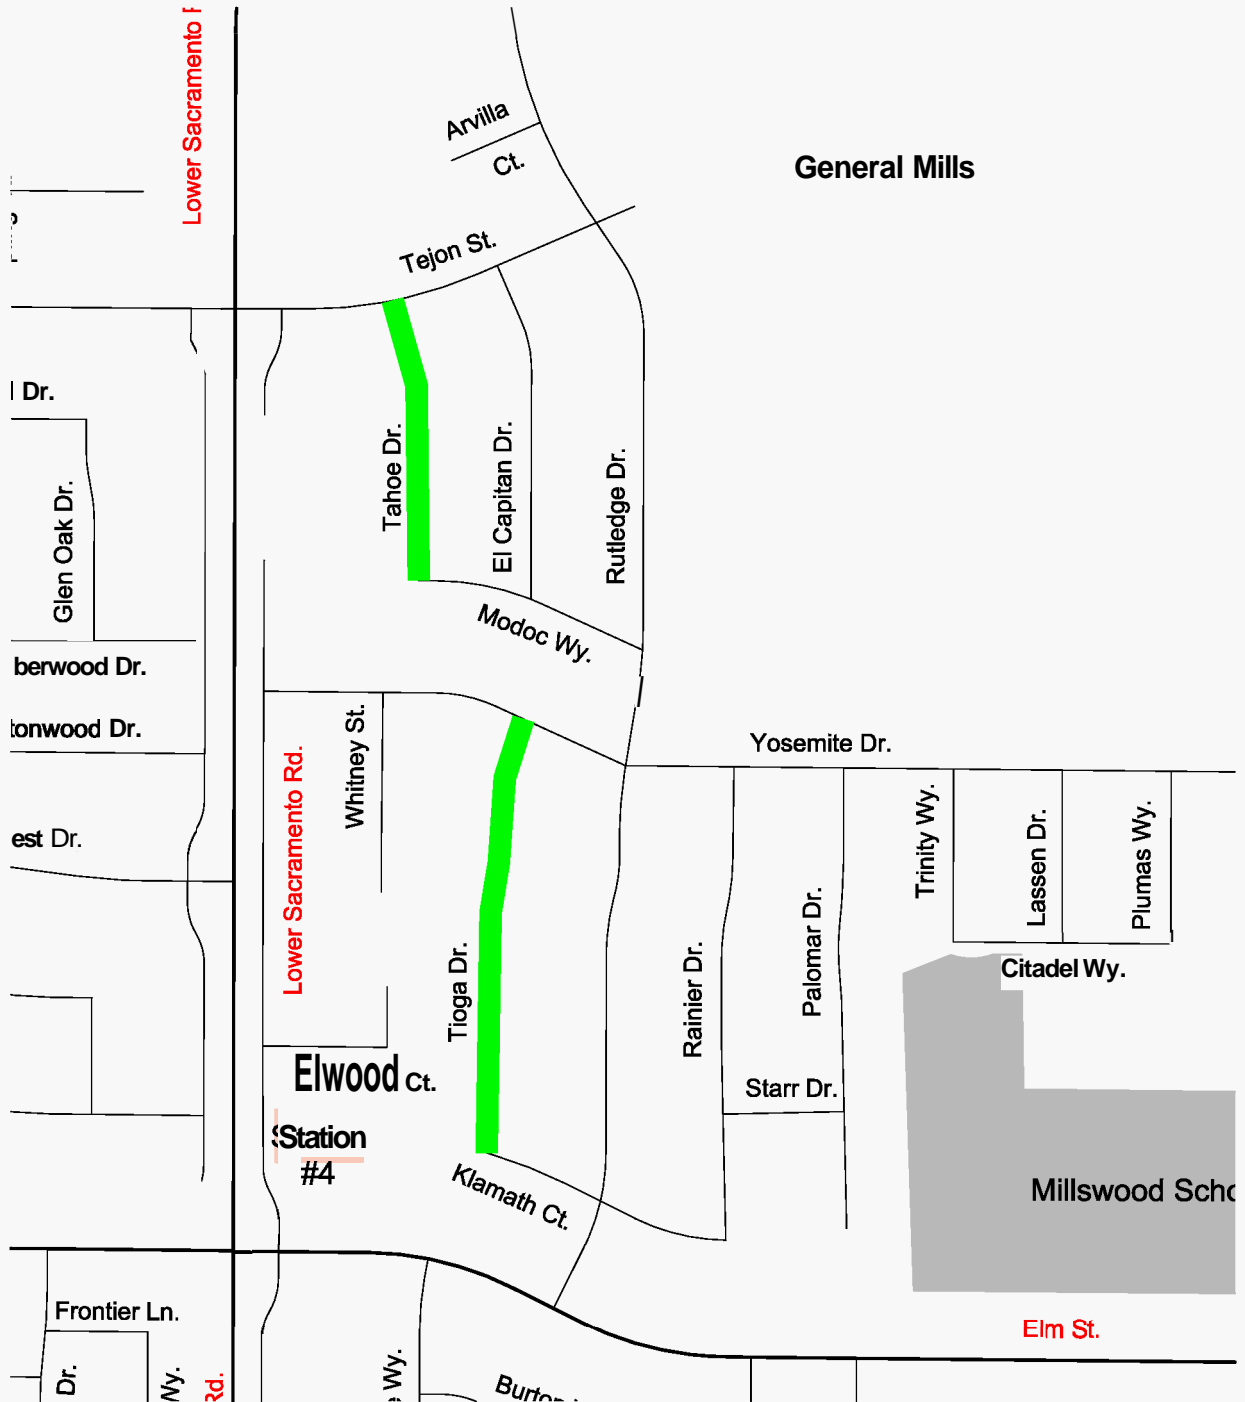 Lower Sacramento
Arvilla
Ct.
General Mills
Tejon St.
Dr.
Tahoe Dr.
El Capitan Dr.
Rutledge Dr.
Glen Oak Dr.
Modoc Wy.
berwood Dr.
tonwood Dr.
Whitney St.
Yosemite Dr.
Lower Sacramento Rd.
est Dr.
Trinity Wy.
Lassen Dr.
Plumas Wy.
Palomar Dr.
Rainier Dr.
Tioga Dr.
Citadel Wy.
Elwood Ct.
Starr Dr.
Station
#4
Klamath Ct.
Millswood Scho
Frontier Ln.
Elm St.
Dr.
Wy.
Rd.
e Wy.
Burton